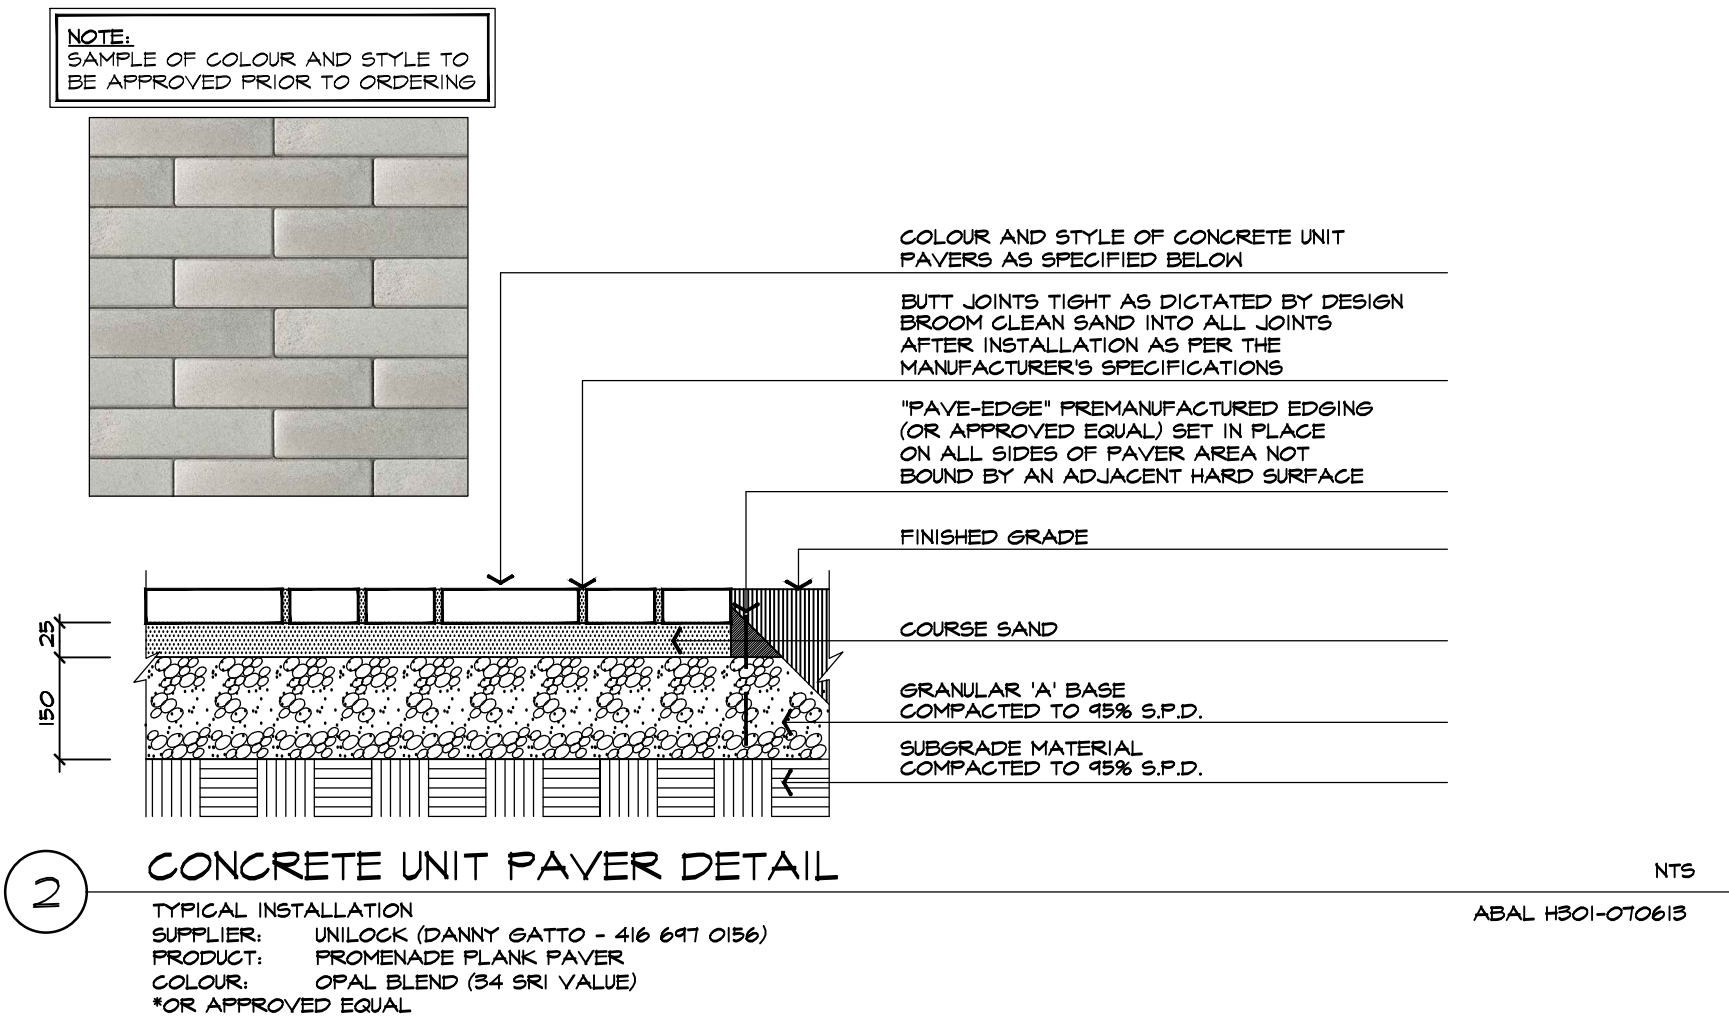 NOTE:
SAMPLE OF COLOUR AND STYLE TO
BE APPROVED PRIOR TO ORDERING
COLOUR AND STYLE OF CONCRETE UNIT
PAVERS AS SPECIFIED BELOW
BUTT JOINTS TIGHT AS DICTATED BY DESIGN
BROOM CLEAN SAND INTO ALL JOINTS
AFTER INSTALLATION AS PER THE
MANUFACTURER'S SPECIFICATIONS
"PAVE-EDGE" PREMANUFACTURED EDGING
(OR APPROVED EQUAL) SET IN PLACE
ON ALL SIDES OF PAVER AREA NOT
BOUND BY AN ADJACENT HARD SURFACE
FINISHED GRADE
25
COURSE SAND
150
GRANULAR 'A' BASE
COMPACTED TO 95% S.P.D.
SUBGRADE MATERIAL
COMPACTED TO 95% S.P.D.
2
CONCRETE UNIT PAVER DETAIL
NTS
TYPICAL INSTALLATION
ABAL H301-070613
SUPPLIER: UNILOCK (DANNY GATTO - 416 697 0156)
PRODUCT: PROMENADE PLANK PAVER
COLOUR: OPAL BLEND (34 SRI VALUE)
*OR APPROVED EQUAL